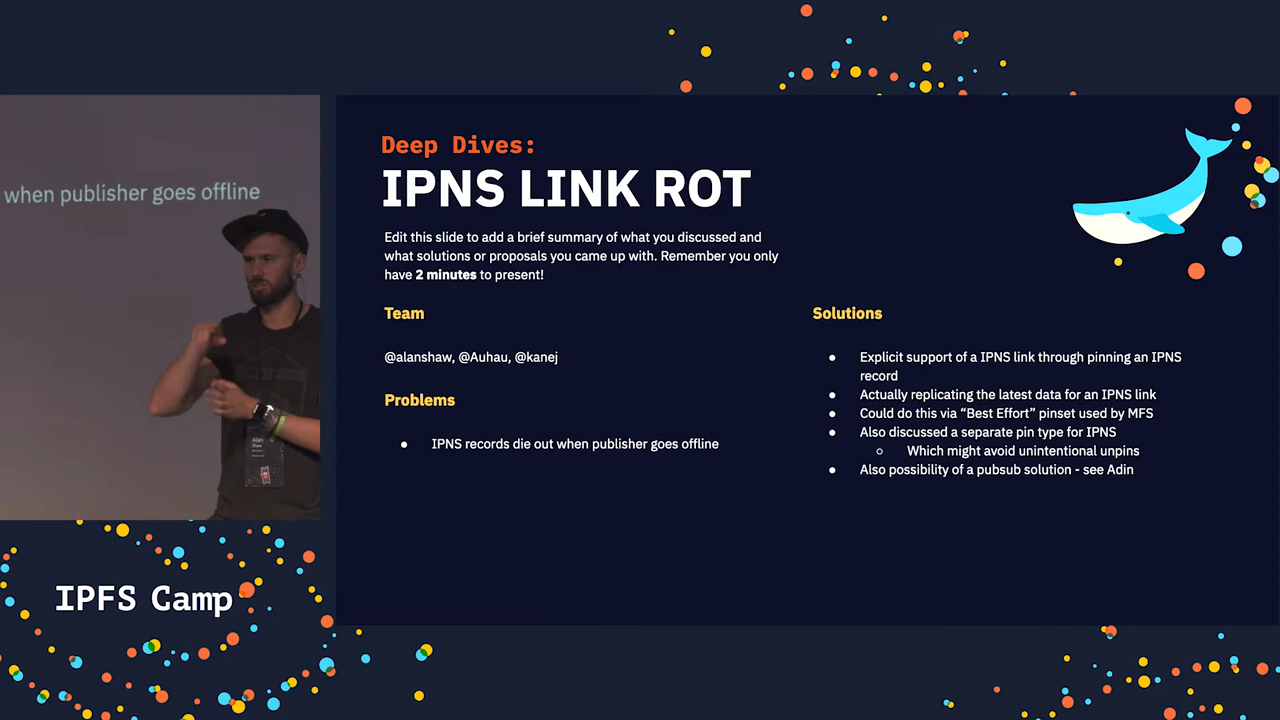 when publisher goes offline
Alan
Shaw
IPFS Camp
Deep Dives:
IPNS LINK ROT
Edit this slide to add a brief summary of what you discussed and
what solutions or proposals you came up with. Remember you only
have 2 minutes to present!
Team
@alanshaw, @Auhau, @kanej
Problems
● IPNS records die out when publisher goes offline
Solutions
● Explicit support of a IPNS link through pinning an IPNS
record
● Actually replicating the latest data for an IPNS link
● Could do this via “Best Effort” pinset used by MFS
● Also discussed a separate pin type for IPNS
○ Which might avoid unintentional unpins
● Also possibility of a pubsub solution - see Adin